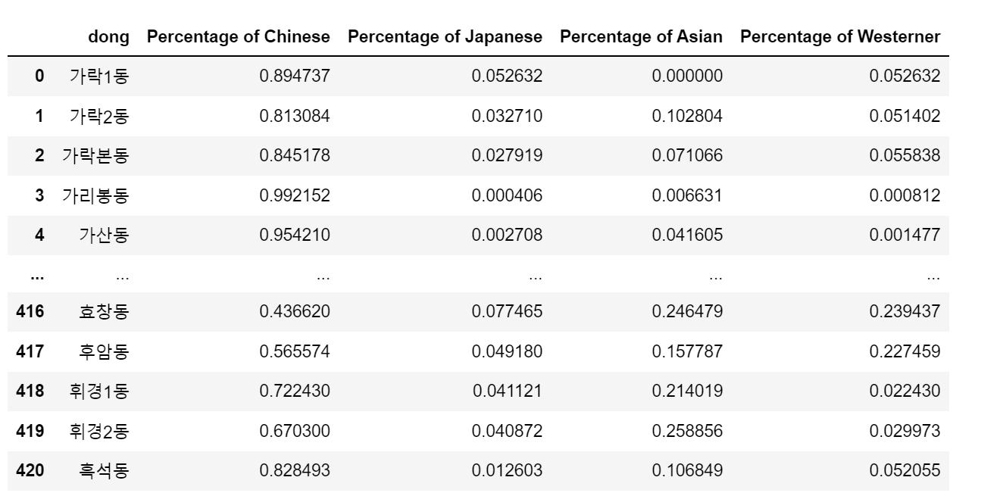 dong Percentage of Chinese Percentage of Japanese Percentage of Asian Percentage of Westerner
0 가락1동 0.894737 0.052632 0.000000 0.052632
1 가락2동 0.813084 0.032710 0.102804 0.051402
2 가락본동 0.845178 0.027919 0.071066 0.055838
3 가리봉동 0.992152 0.000406 0.006631 0.000812
4 가산동 0.954210 0.002708 0.041605 0.001477
... ... ... ... ... ...
416 효창동 0.436620 0.077465 0.246479 0.239437
417 후암동 0.565574 0.049180 0.157787 0.227459
418 휘경1동 0.722430 0.041121 0.214019 0.022430
419 휘경2동 0.670300 0.040872 0.258856 0.029973
420 흑석동 0.828493 0.012603 0.106849 0.052055